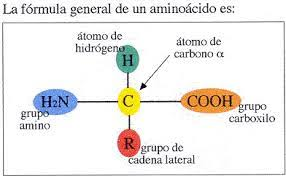 La fórmula general de un aminoácido es:
átomo de
hidrógeno
átomo de
carbono α
H
H2N
C
COOH
grupo
amino
grupo
carboxilo
R
grupo de
cadena lateral